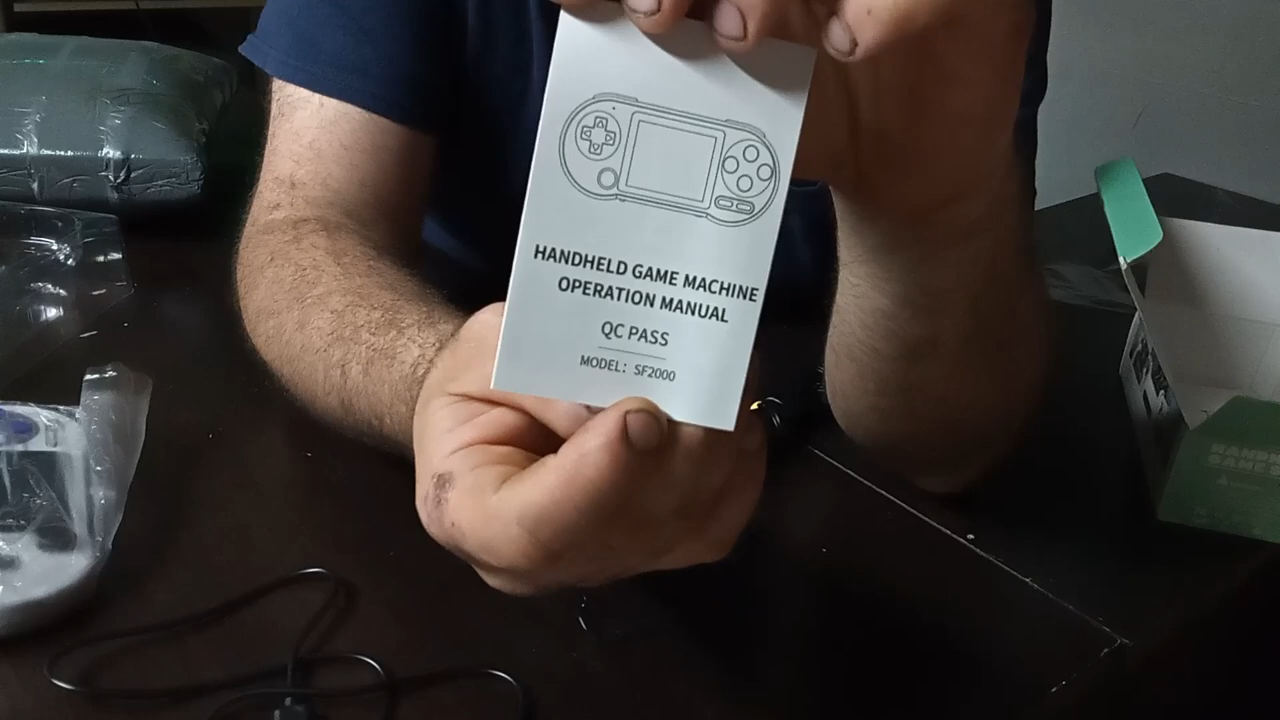 HANDHELD GAME MACHINE
OPERATION MANUAL
QC PASS
MODEL: SF2000